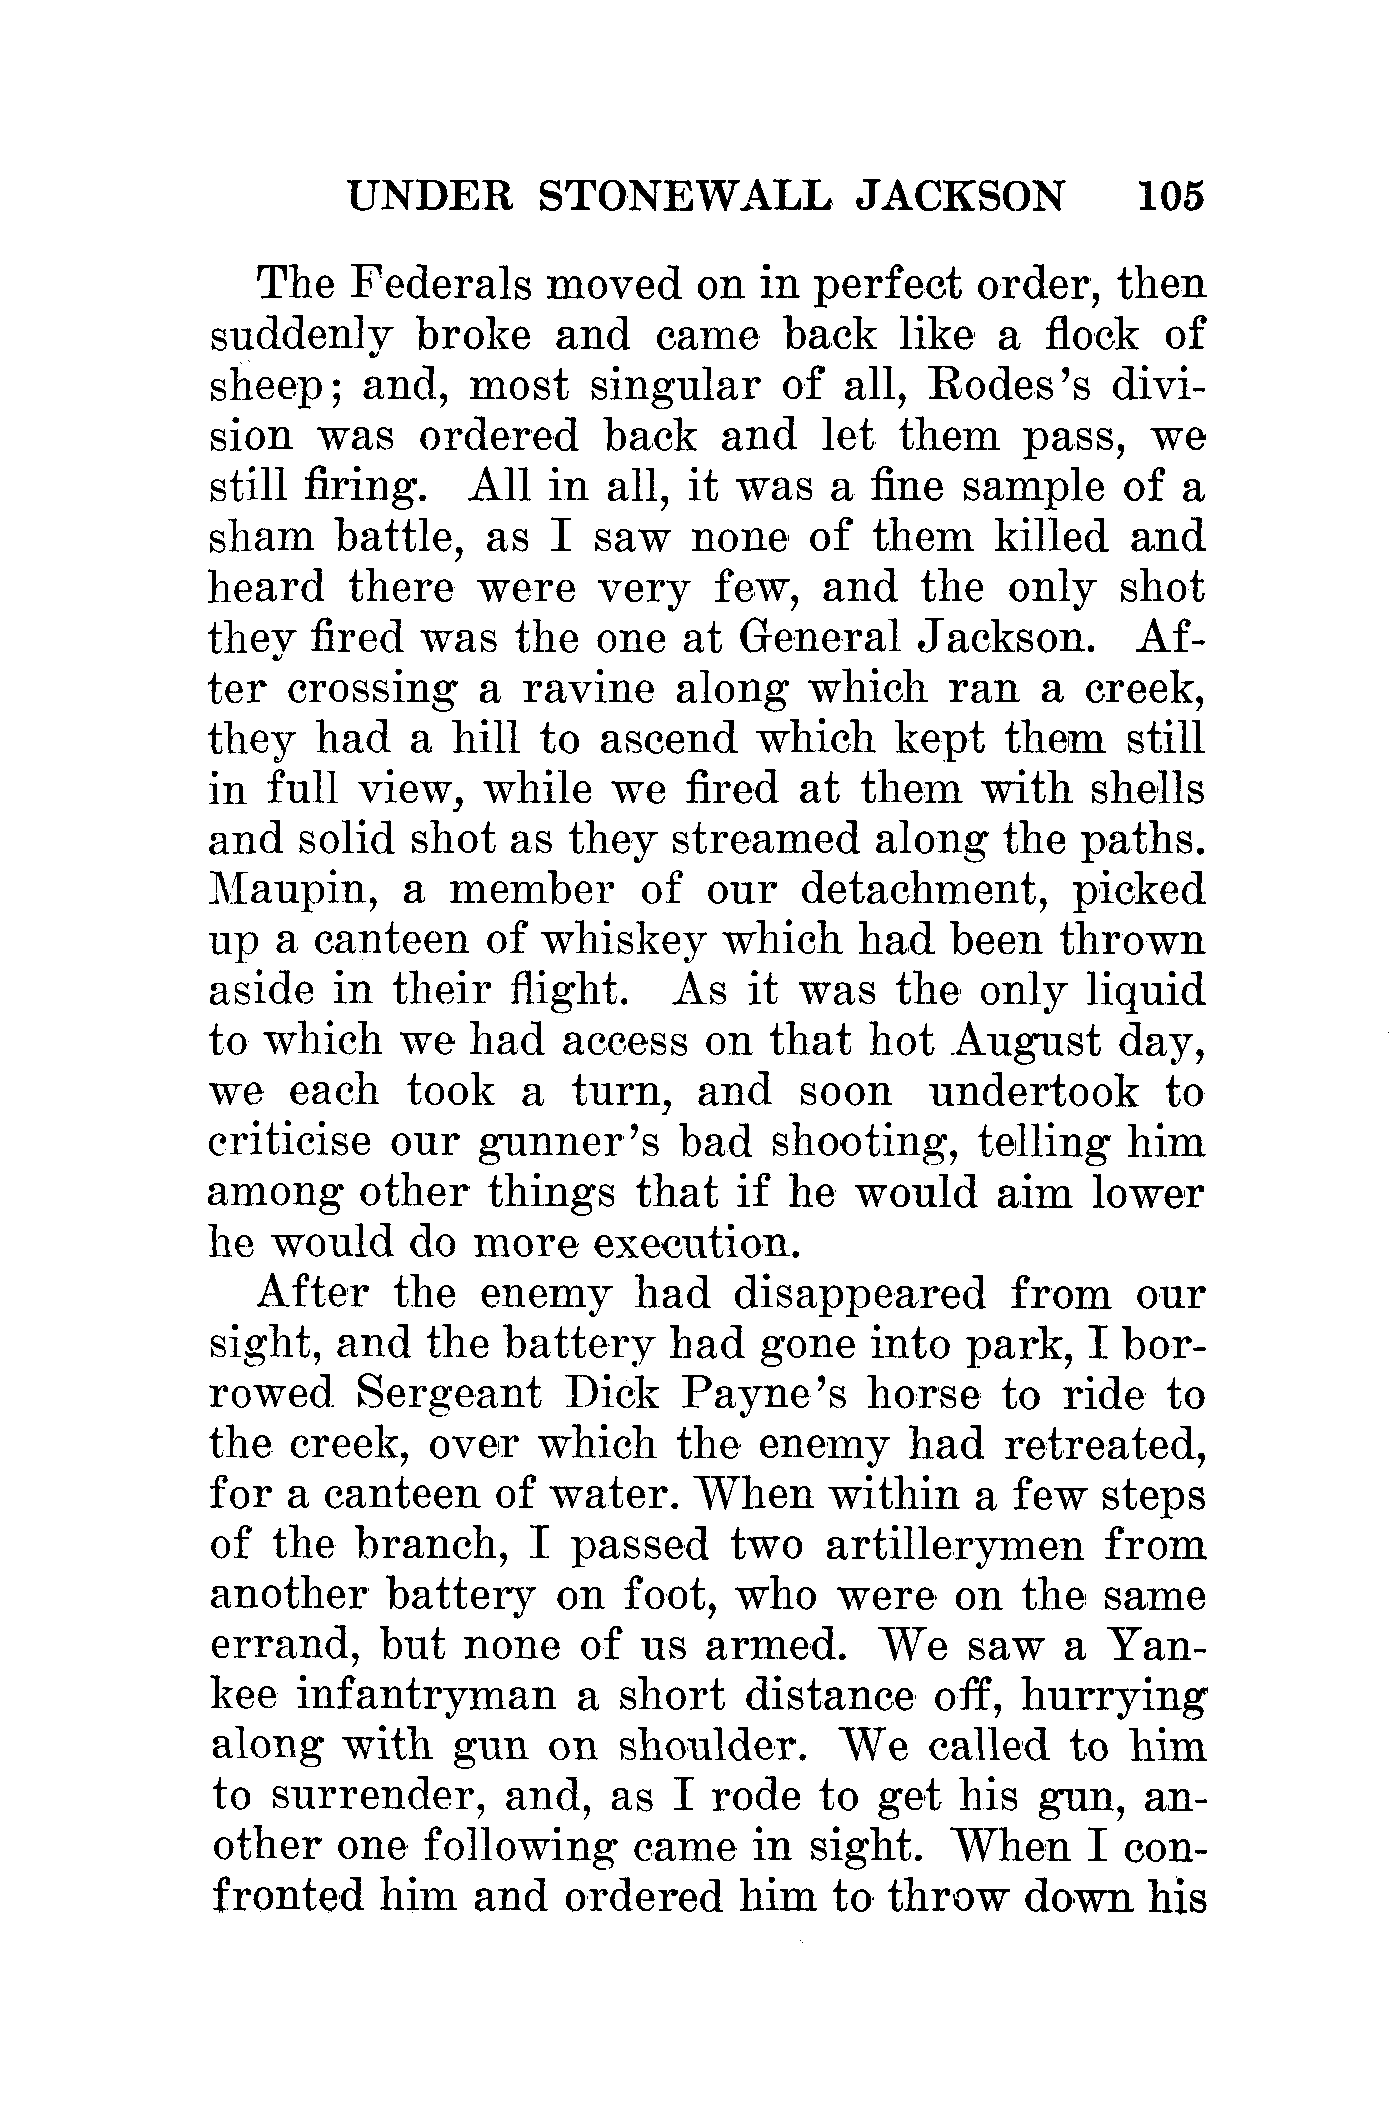 UNDER STONEWALL JACKSON 105
The Federals moved on in perfect order, then
suddenly broke and came back like a flock of
sheep; and, most singular of all, Rodes's divi-
sion was ordered back and let them pass, we
still firing. All in all, it was a fine sample of a
sham battle, as I saw none of them killed and
heard there were very few, and the only shot
they fired was the one at General Jackson. Af-
ter crossing a ravine along which ran a creek,
they had a hill to ascend which kept them still
in full view, while we fired at them with shells
and solid shot as they streamed along the paths.
Maupin, a member of our detachment, picked
up a canteen of whiskey which had been thrown
aside in their flight. As it was the only liquid
to which we had access on that hot August day,
we each took a turn, and soon undertook to
criticise our gunner's bad shooting, telling him
among other things that if he would aim lower
he would do more execution.
After the enemy had disappeared from our
sight, and the battery had gone into park, I bor-
rowed Sergeant Dick Payne's horse to ride to
the creek, over which the enemy had retreated,
for a canteen of water. When within a few steps
of the branch, I passed two artillerymen from
another battery on foot, who were on the same
errand, but none of us armed. We saw a Yan-
kee infantryman a short distance off, hurrying
along with gun on shoulder. We called to him
to surrender, and, as I rode to get his gun, an-
other one following came in sight. When I con-
fronted him and ordered him to throw down his